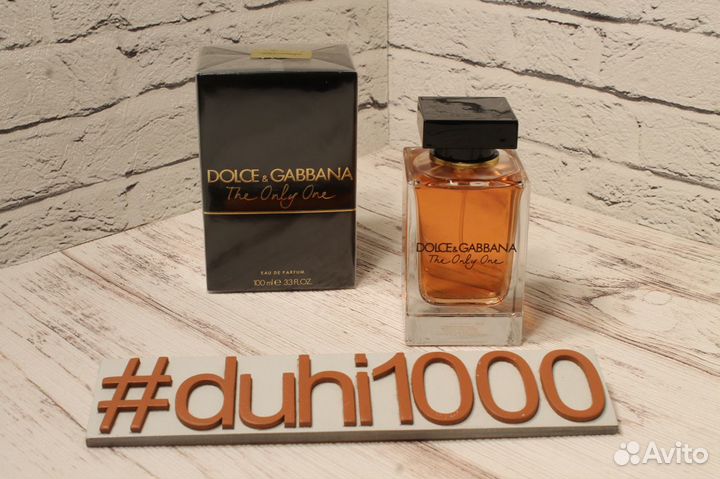 DOLCE & GABBANA
The Only One
EAU DE PARFUM
100 ml e 3.3 FL.OZ.
DOLCE & GABBANA
The Only One
#duhi1000
Avito